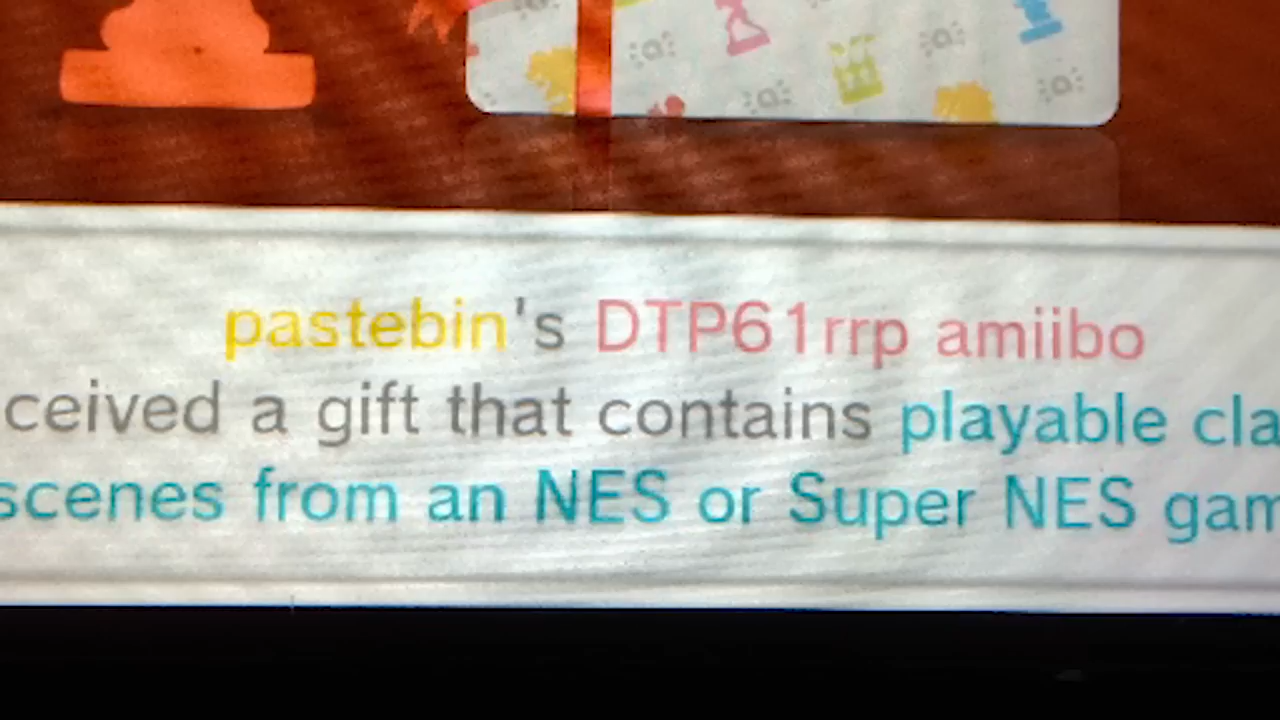 pastebin's DTP61rrp amiibo
ceived a gift that contains playable cla
scenes from an NES or Super NES gam